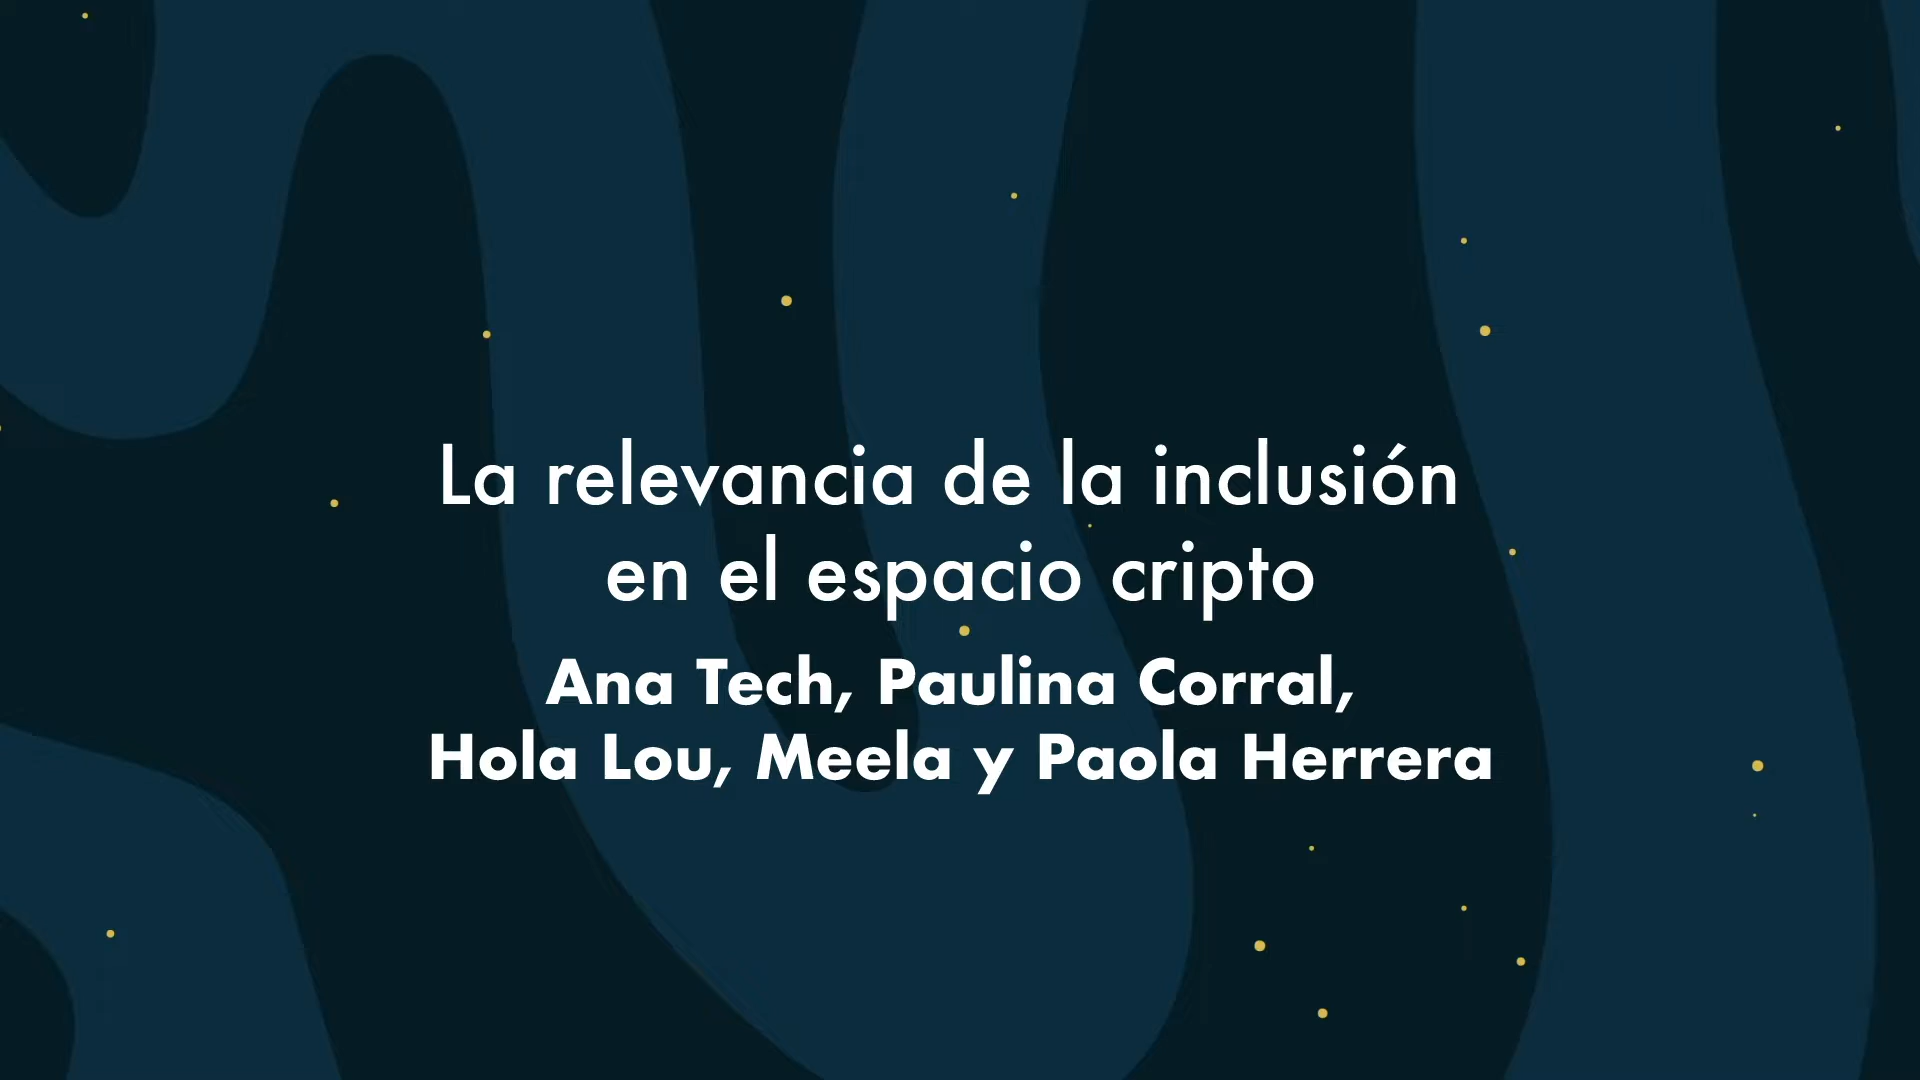 La relevancia de la inclusión
en el espacio cripto
Ana Tech, Paulina Corral,
Hola Lou, Meela y Paola Herrera